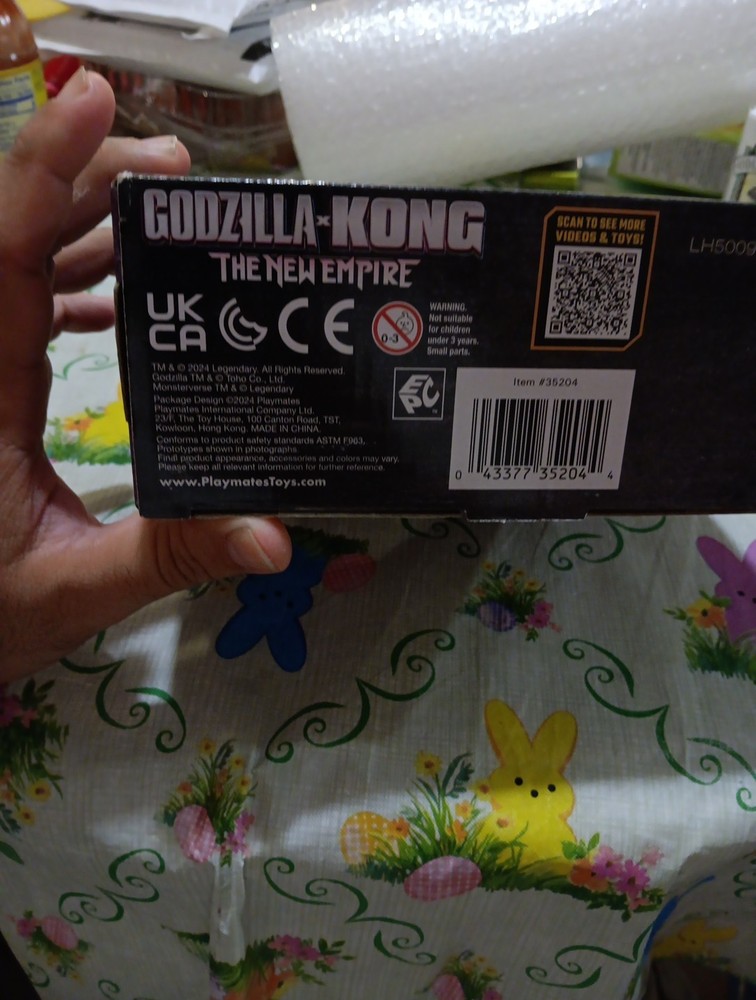 GODZILLA x KONG
THE NEW EMPIRE
SCAN TO SEE MORE
VIDEOS & TOYS!
LH5009
UK
CA
CE
0-3
WARNING.
Not suitable
for children
under 3 years.
Small parts.
TM & © 2024 Legendary. All Rights Reserved.
Godzilla TM & © Toho Co., Ltd.
Monsterverse TM & © Legendary
Package Design ©2024 Playmates
Playmates International Company Ltd.
23/F, The Toy House, 100 Canton Road, TST,
Kowloon, Hong Kong. MADE IN CHINA.
Conforms to product safety standards ASTM F963.
Prototypes shown in photographs.
Final product appearance, accessories and colors may vary.
Please keep all relevant information for further reference.
www.PlaymatesToys.com
EC
PC
Item #35204
0 43377 35204 4